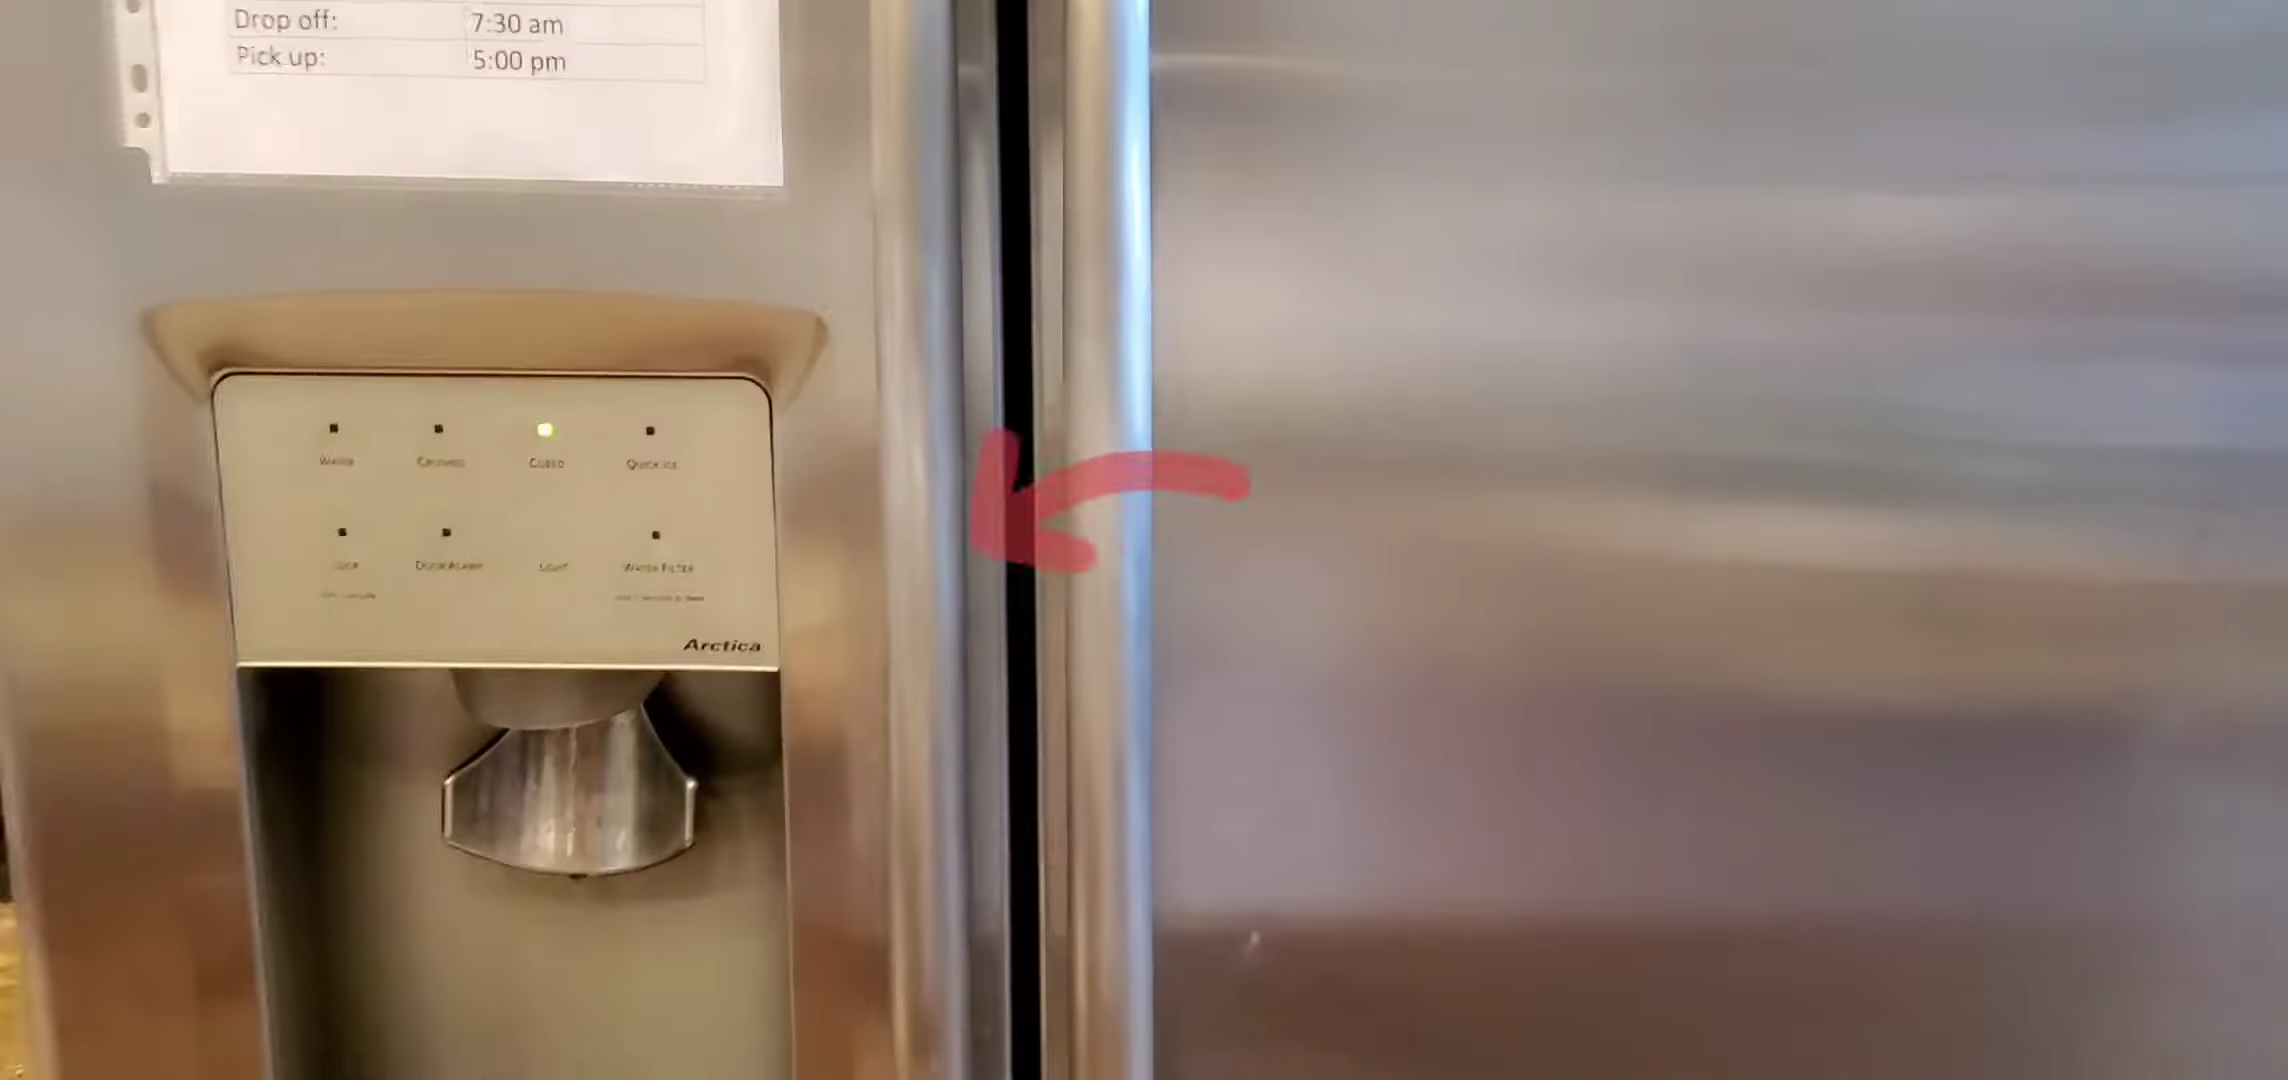 Drop off: 7:30 am
Pick up: 5:00 pm
WATER CRUSHED CUBED QUICK ICE
LOCK DOOR ALARM LIGHT WATER FILTER
Arctica